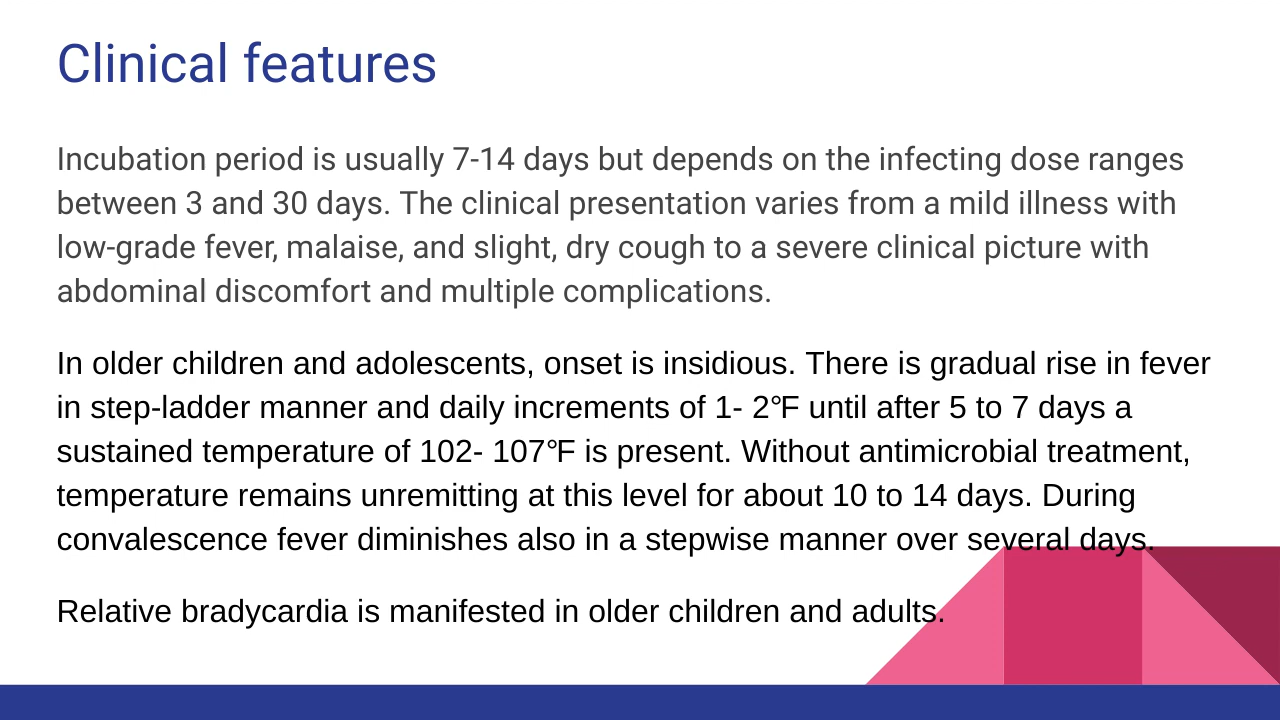 Clinical features
Incubation period is usually 7-14 days but depends on the infecting dose ranges
between 3 and 30 days. The clinical presentation varies from a mild illness with
low-grade fever, malaise, and slight, dry cough to a severe clinical picture with
abdominal discomfort and multiple complications.
In older children and adolescents, onset is insidious. There is gradual rise in fever
in step-ladder manner and daily increments of 1- 2℉ until after 5 to 7 days a
sustained temperature of 102- 107℉ is present. Without antimicrobial treatment,
temperature remains unremitting at this level for about 10 to 14 days. During
convalescence fever diminishes also in a stepwise manner over several days.
Relative bradycardia is manifested in older children and adults.